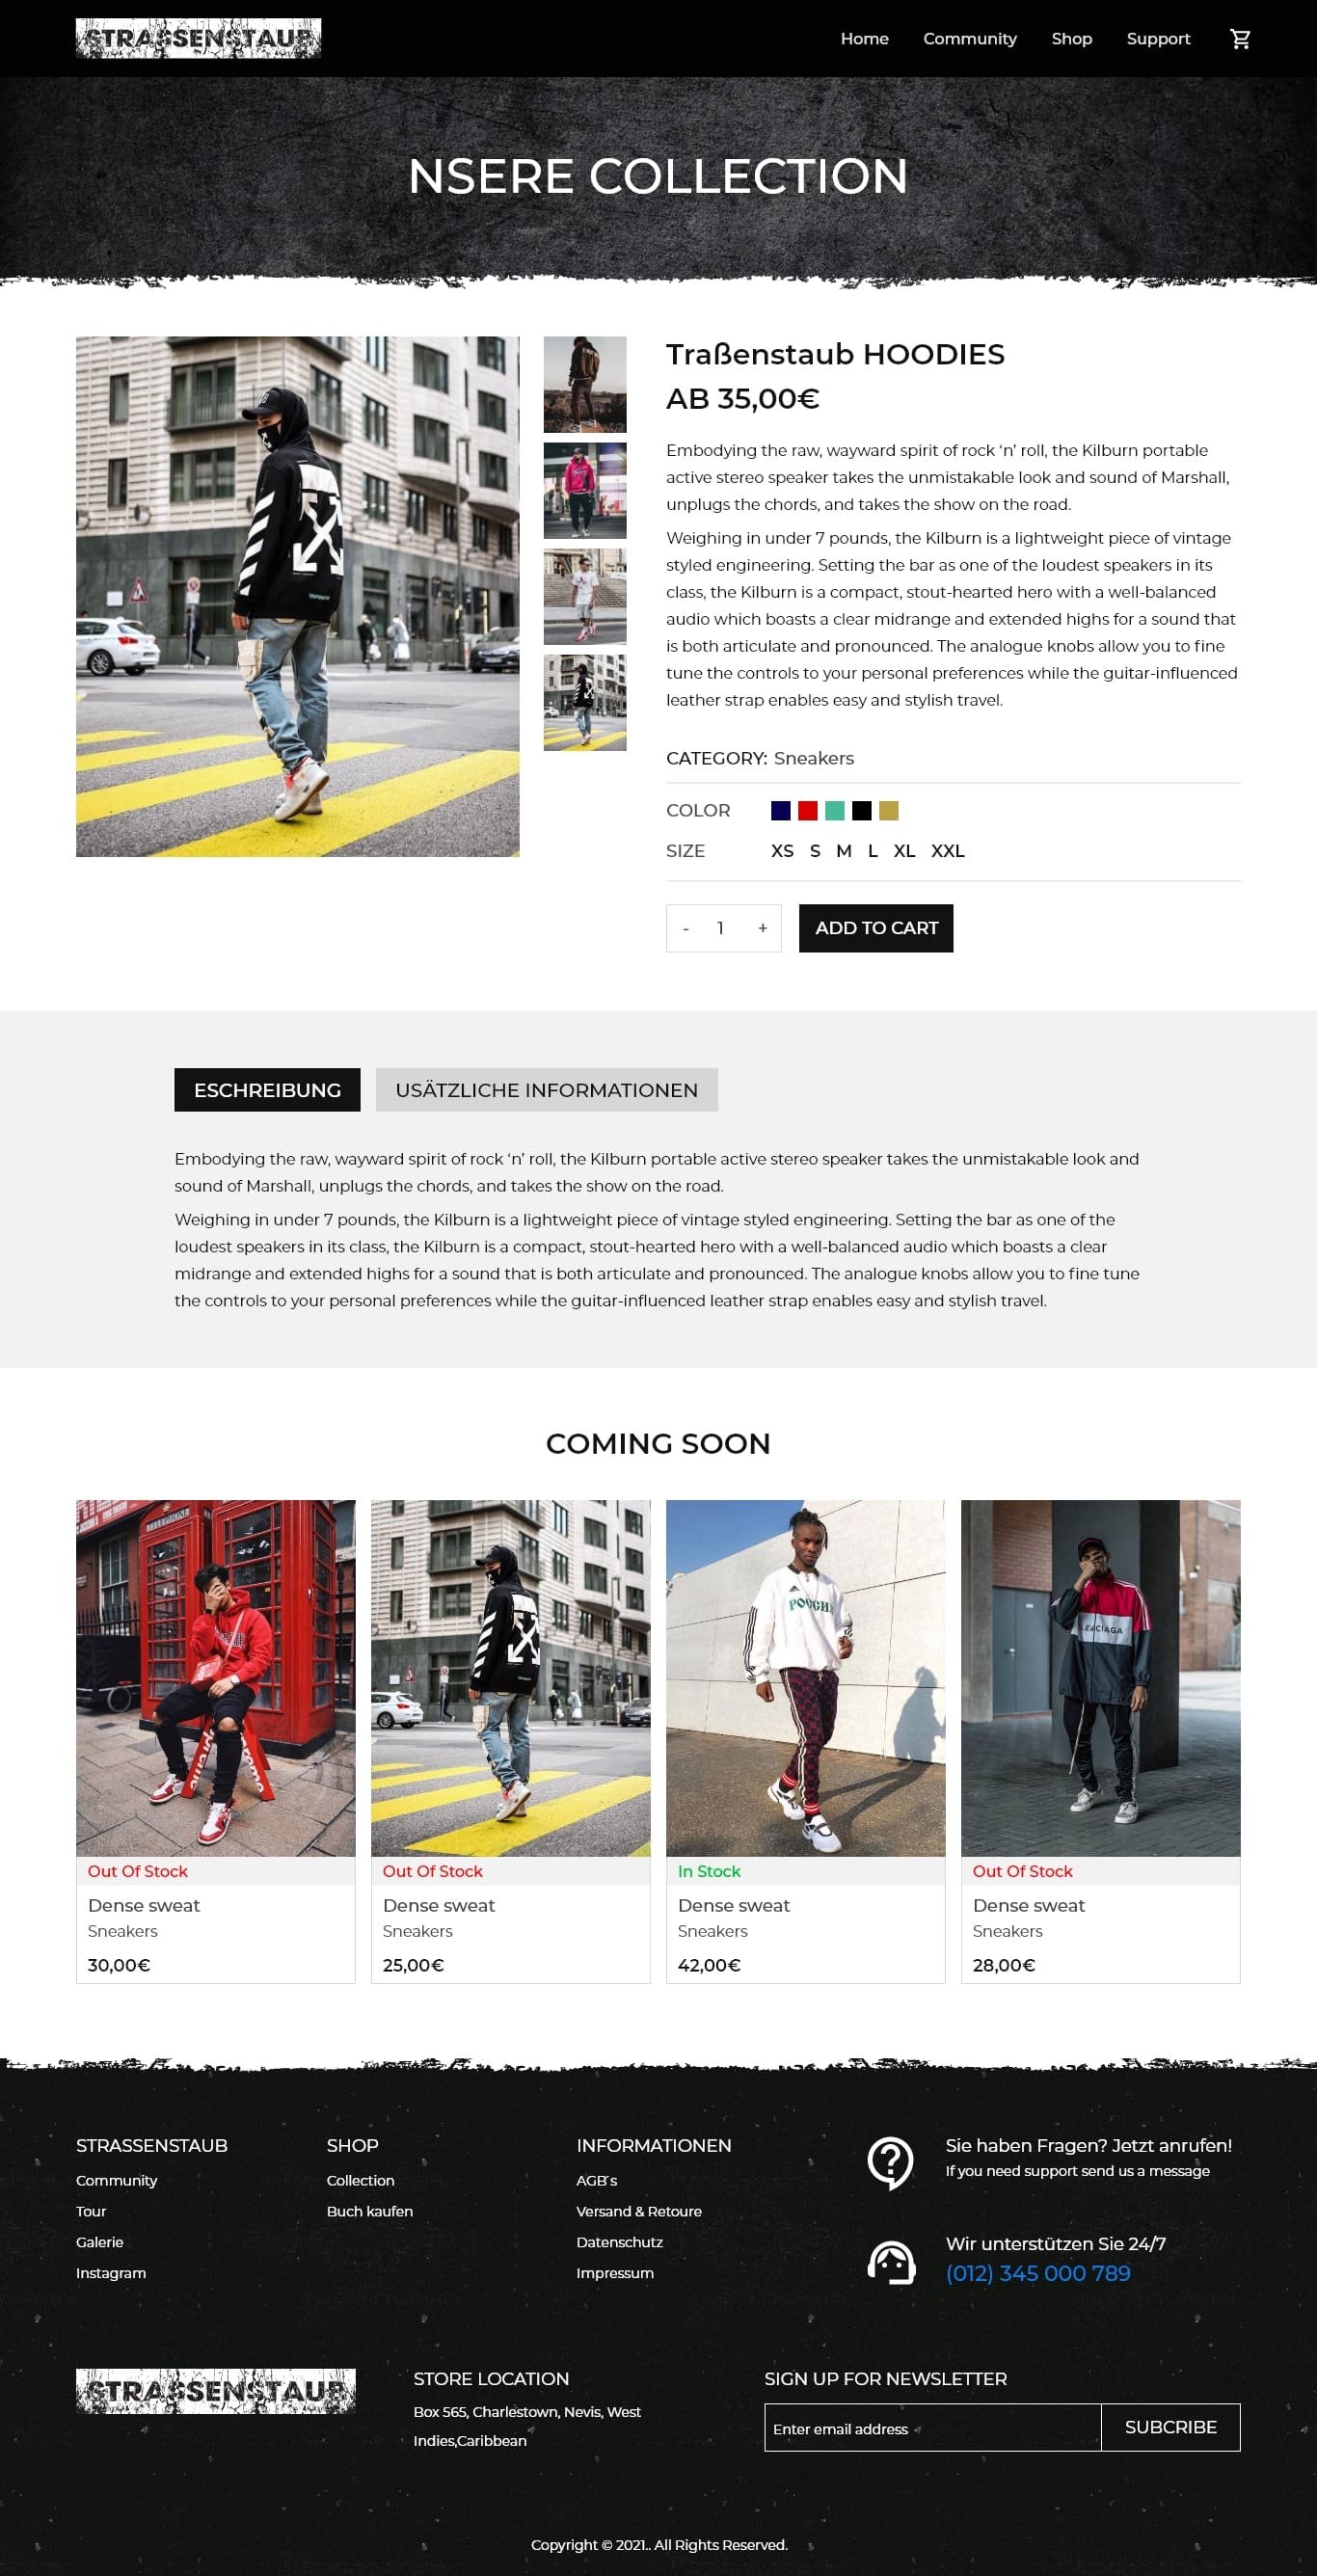 STRASSENSTAUB
Home Community Shop Support
NSERE COLLECTION
Traßenstaub HOODIES
AB 35,00€
Embodying the raw, wayward spirit of rock ‘n’ roll, the Kilburn portable
active stereo speaker takes the unmistakable look and sound of Marshall,
unplugs the chords, and takes the show on the road.
Weighing in under 7 pounds, the Kilburn is a lightweight piece of vintage
styled engineering. Setting the bar as one of the loudest speakers in its
class, the Kilburn is a compact, stout-hearted hero with a well-balanced
audio which boasts a clear midrange and extended highs for a sound that
is both articulate and pronounced. The analogue knobs allow you to fine
tune the controls to your personal preferences while the guitar-influenced
leather strap enables easy and stylish travel.
CATEGORY: Sneakers
COLOR
SIZE XS S M L XL XXL
- 1 + ADD TO CART
ESCHREIBUNG USÄTZLICHE INFORMATIONEN
Embodying the raw, wayward spirit of rock ‘n’ roll, the Kilburn portable active stereo speaker takes the unmistakable look and
sound of Marshall, unplugs the chords, and takes the show on the road.
Weighing in under 7 pounds, the Kilburn is a lightweight piece of vintage styled engineering. Setting the bar as one of the
loudest speakers in its class, the Kilburn is a compact, stout-hearted hero with a well-balanced audio which boasts a clear
midrange and extended highs for a sound that is both articulate and pronounced. The analogue knobs allow you to fine tune
the controls to your personal preferences while the guitar-influenced leather strap enables easy and stylish travel.
COMING SOON
TELEPHONE
Out Of Stock
Dense sweat
Sneakers
30,00€
Out Of Stock
Dense sweat
Sneakers
25,00€
In Stock
Dense sweat
Sneakers
42,00€
Out Of Stock
Dense sweat
Sneakers
28,00€
STRASSENSTAUB
Community
Tour
Galerie
Instagram
SHOP
Collection
Buch kaufen
INFORMATIONEN
AGB´s
Versand & Retoure
Datenschutz
Impressum
Sie haben Fragen? Jetzt anrufen!
If you need support send us a message
Wir unterstützen Sie 24/7
(012) 345 000 789
STRASSENSTAUB
STORE LOCATION
Box 565, Charlestown, Nevis, West
Indies,Caribbean
SIGN UP FOR NEWSLETTER
Enter email address SUBCRIBE
Copyright © 2021.. All Rights Reserved.